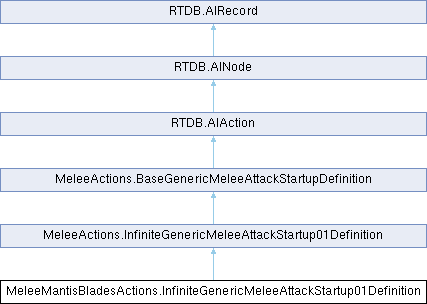 RTDB.AIRecord
RTDB.AINode
RTDB.AIAction
MeleeActions.BaseGenericMeleeAttackStartupDefinition
MeleeActions.InfiniteGenericMeleeAttackStartup01Definition
MeleeMantisBladesActions.InfiniteGenericMeleeAttackStartup01Definition